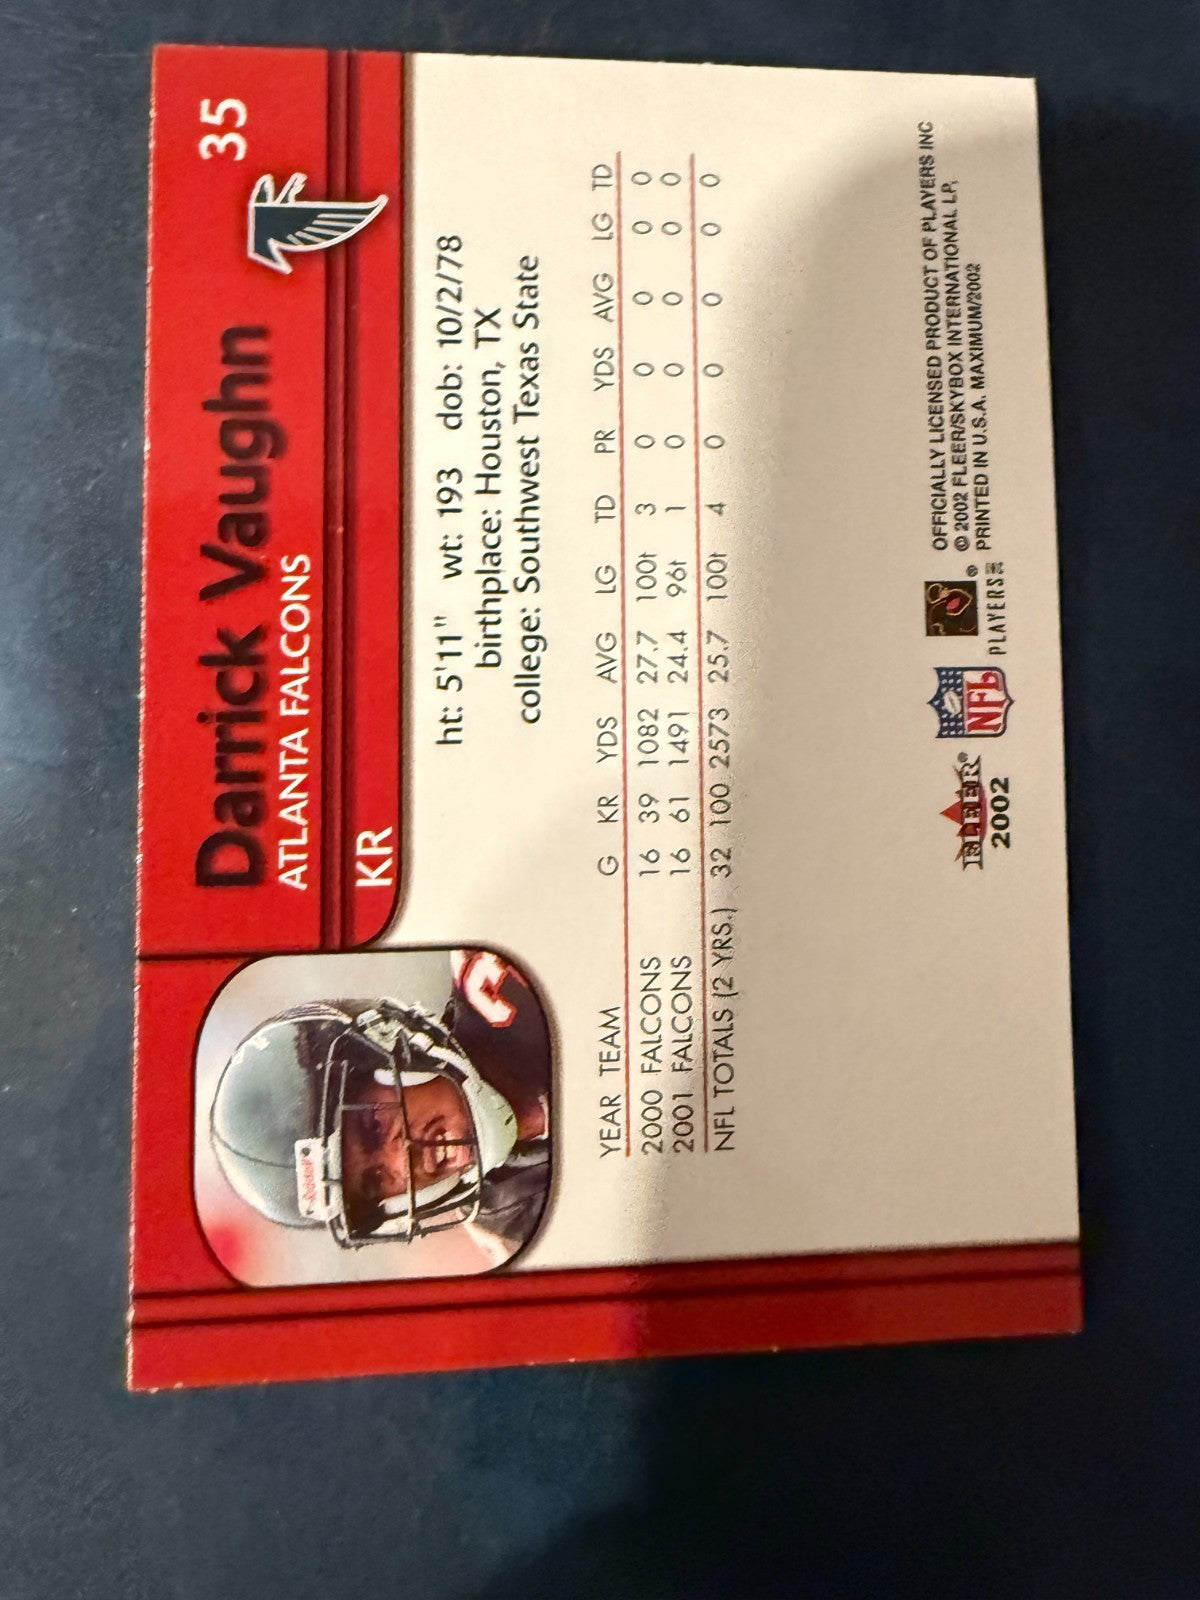 35
Darrick Vaughn
ATLANTA FALCONS
KR
ht: 5'11" wt: 193 dob: 10/2/78
birthplace: Houston, TX
college: Southwest Texas State
YEAR TEAM G KR YDS AVG LG TD PR YDS AVG LG TD
2000 FALCONS 16 39 1082 27.7 100t 3 0 0 0 0 0
2001 FALCONS 16 61 1491 24.4 96t 1 0 0 0 0 0
NFL TOTALS (2 YRS.) 32 100 2573 25.7 100t 4 0 0 0 0 0
FLEER®
2002
NFL
®
PLAYERS INC
OFFICIALLY LICENSED PRODUCT OF PLAYERS INC
© 2002 FLEER/SKYBOX INTERNATIONAL LP,
PRINTED IN U.S.A. MAXIMUM/2002
Riddell